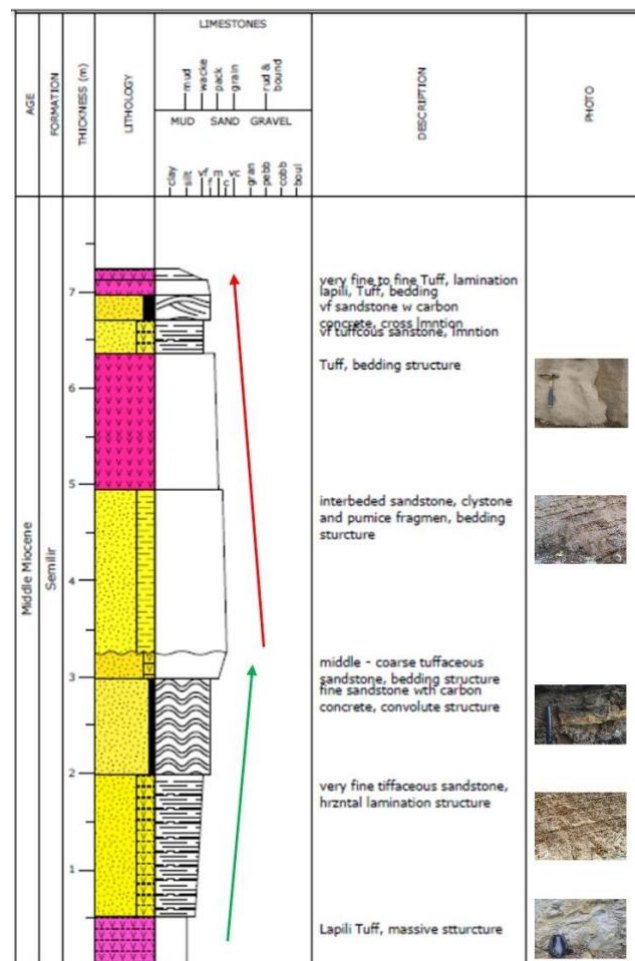 LIMESTONES
mud
wacke
pack
grain
rud &
bound
MUD SAND GRAVEL
clay
silt
vf
f
m
c
vc
gran
pebb
cobb
boul
AGE
FORMATION
THICKNESS (m)
LITHOLOGY
DESCRIPTION
PHOTO
7
6
5
4
3
2
1
Middle Miocene
Semilir
very fine to fine Tuff, lamination
lapili, Tuff, bedding
vf sandstone w carbon
concrete, cross lmntion
vf tuffcous sanstone, lmntion
Tuff, bedding structure
interbeded sandstone, clystone
and pumice fragmen, bedding
sturcture
middle - coarse tuffaceous
sandstone, bedding structure
fine sandstone wth carbon
concrete, convolute structure
very fine tiffaceous sandstone,
hrzntal lamination structure
Lapili Tuff, massive stturcture